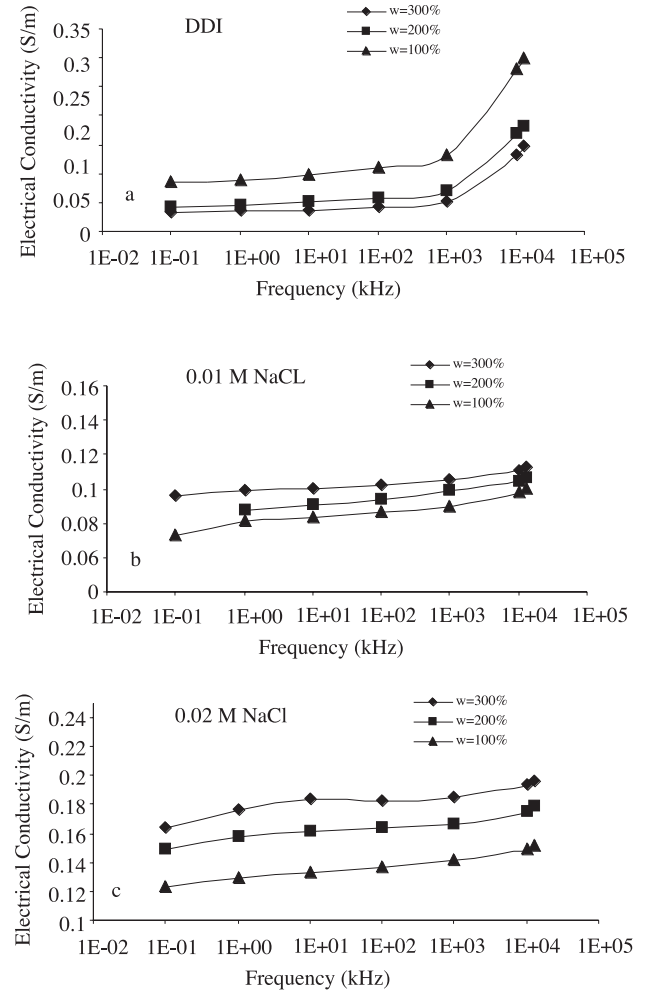 DDI
w=300%
w=200%
w=100%
Electrical Conductivity (S/m)
0.35
0.3
0.25
0.2
0.1
0.05
0
a
1E-02 1E-01 1E+00 1E+01 1E+02 1E+03 1E+04 1E+05
Frequency (kHz)
0.01 M NaCL
w=300%
w=200%
w=100%
Electrical Conductivity (S/m)
0.16
0.14
0.12
0.1
0.08
0.06
0
b
1E-02 1E-01 1E+00 1E+01 1E+02 1E+03 1E+04 1E+05
Frequency (kHz)
0.02 M NaCl
w=300%
w=200%
w=100%
Electrical Conductivity (S/m)
0.24
0.22
0.2
0.18
0.16
0.14
0.12
0.1
c
1E-02 1E-01 1E+00 1E+01 1E+02 1E+03 1E+04 1E+05
Frequency (kHz)